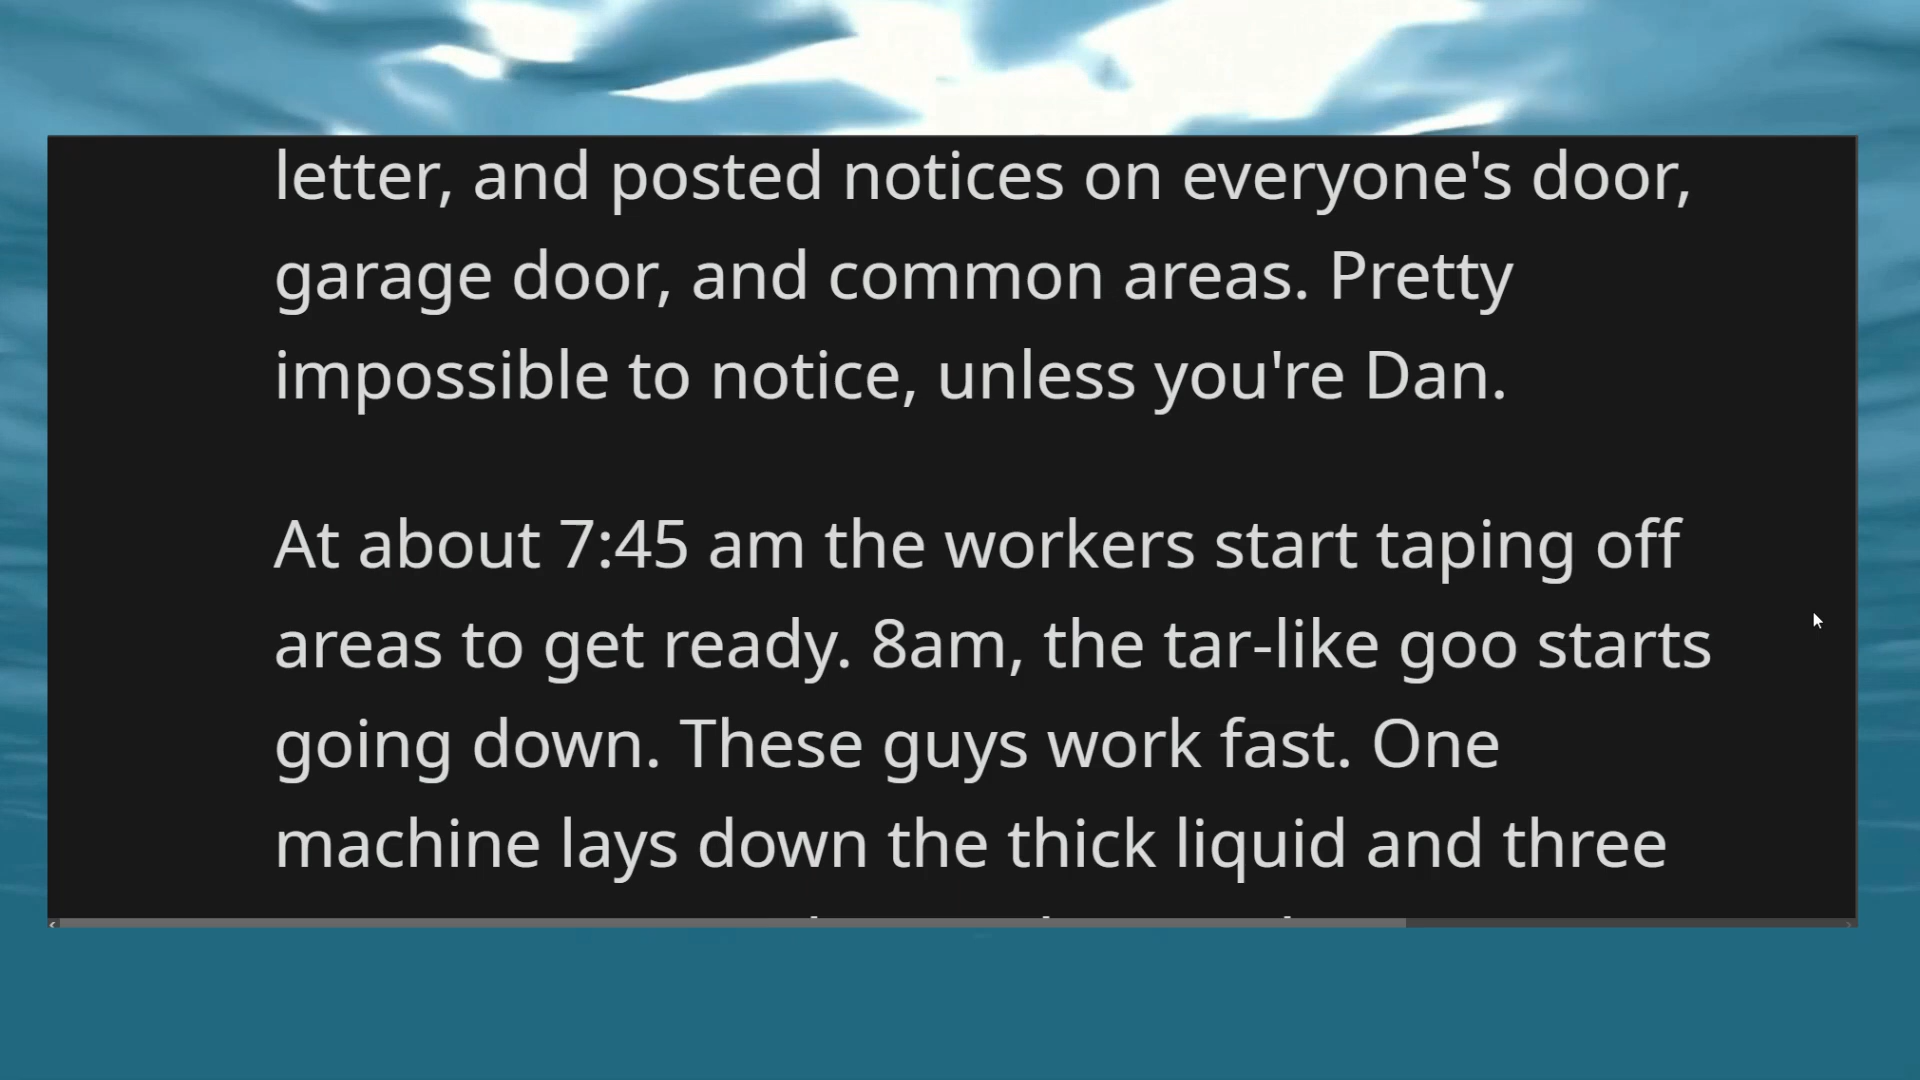 letter, and posted notices on everyone's door,
garage door, and common areas. Pretty
impossible to notice, unless you're Dan.
At about 7:45 am the workers start taping off
areas to get ready. 8am, the tar-like goo starts
going down. These guys work fast. One
machine lays down the thick liquid and three